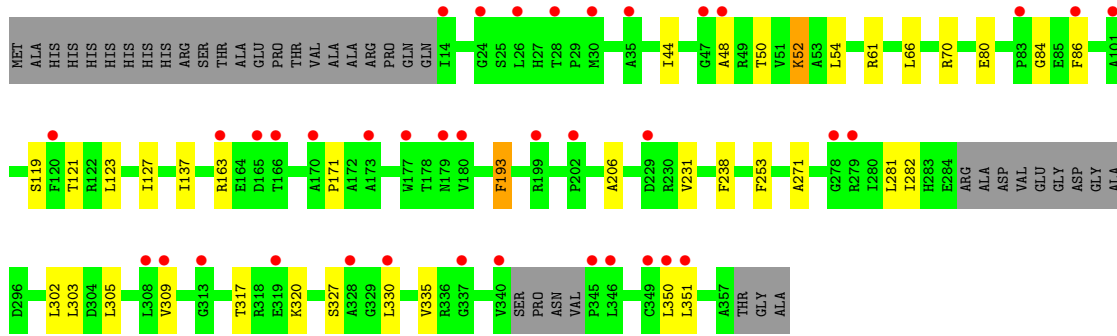 MET ALA HIS HIS HIS HIS HIS HIS ARG SER THR ALA GLU PRO THR VAL ALA ALA ARG PRO GLN GLN I14 G24 S25 L26 H27 T28 P29 M30 A35 I44 G47 A48 R49 T50 V51 K52 A53 L54 R61 L66 R70 E80 P83 G84 E85 F86 A101
S119 F120 T121 R122 L123 I127 I137 R163 E164 D165 T166 A170 P171 A172 A173 W177 T178 N179 V180 F193 R199 P202 A206 D229 R230 V231 F238 F253 A271 G278 R279 I280 L281 I282 H283 E284 ARG ALA ASP VAL GLU GLY ASP GLY ALA
D296 L302 L303 D304 L305 L308 V309 G313 T317 R318 E319 K320 S327 A328 G329 L330 V335 R336 G337 V340 SER PRO ASN VAL P345 L346 C349 L350 L351 A357 THR GLY ALA